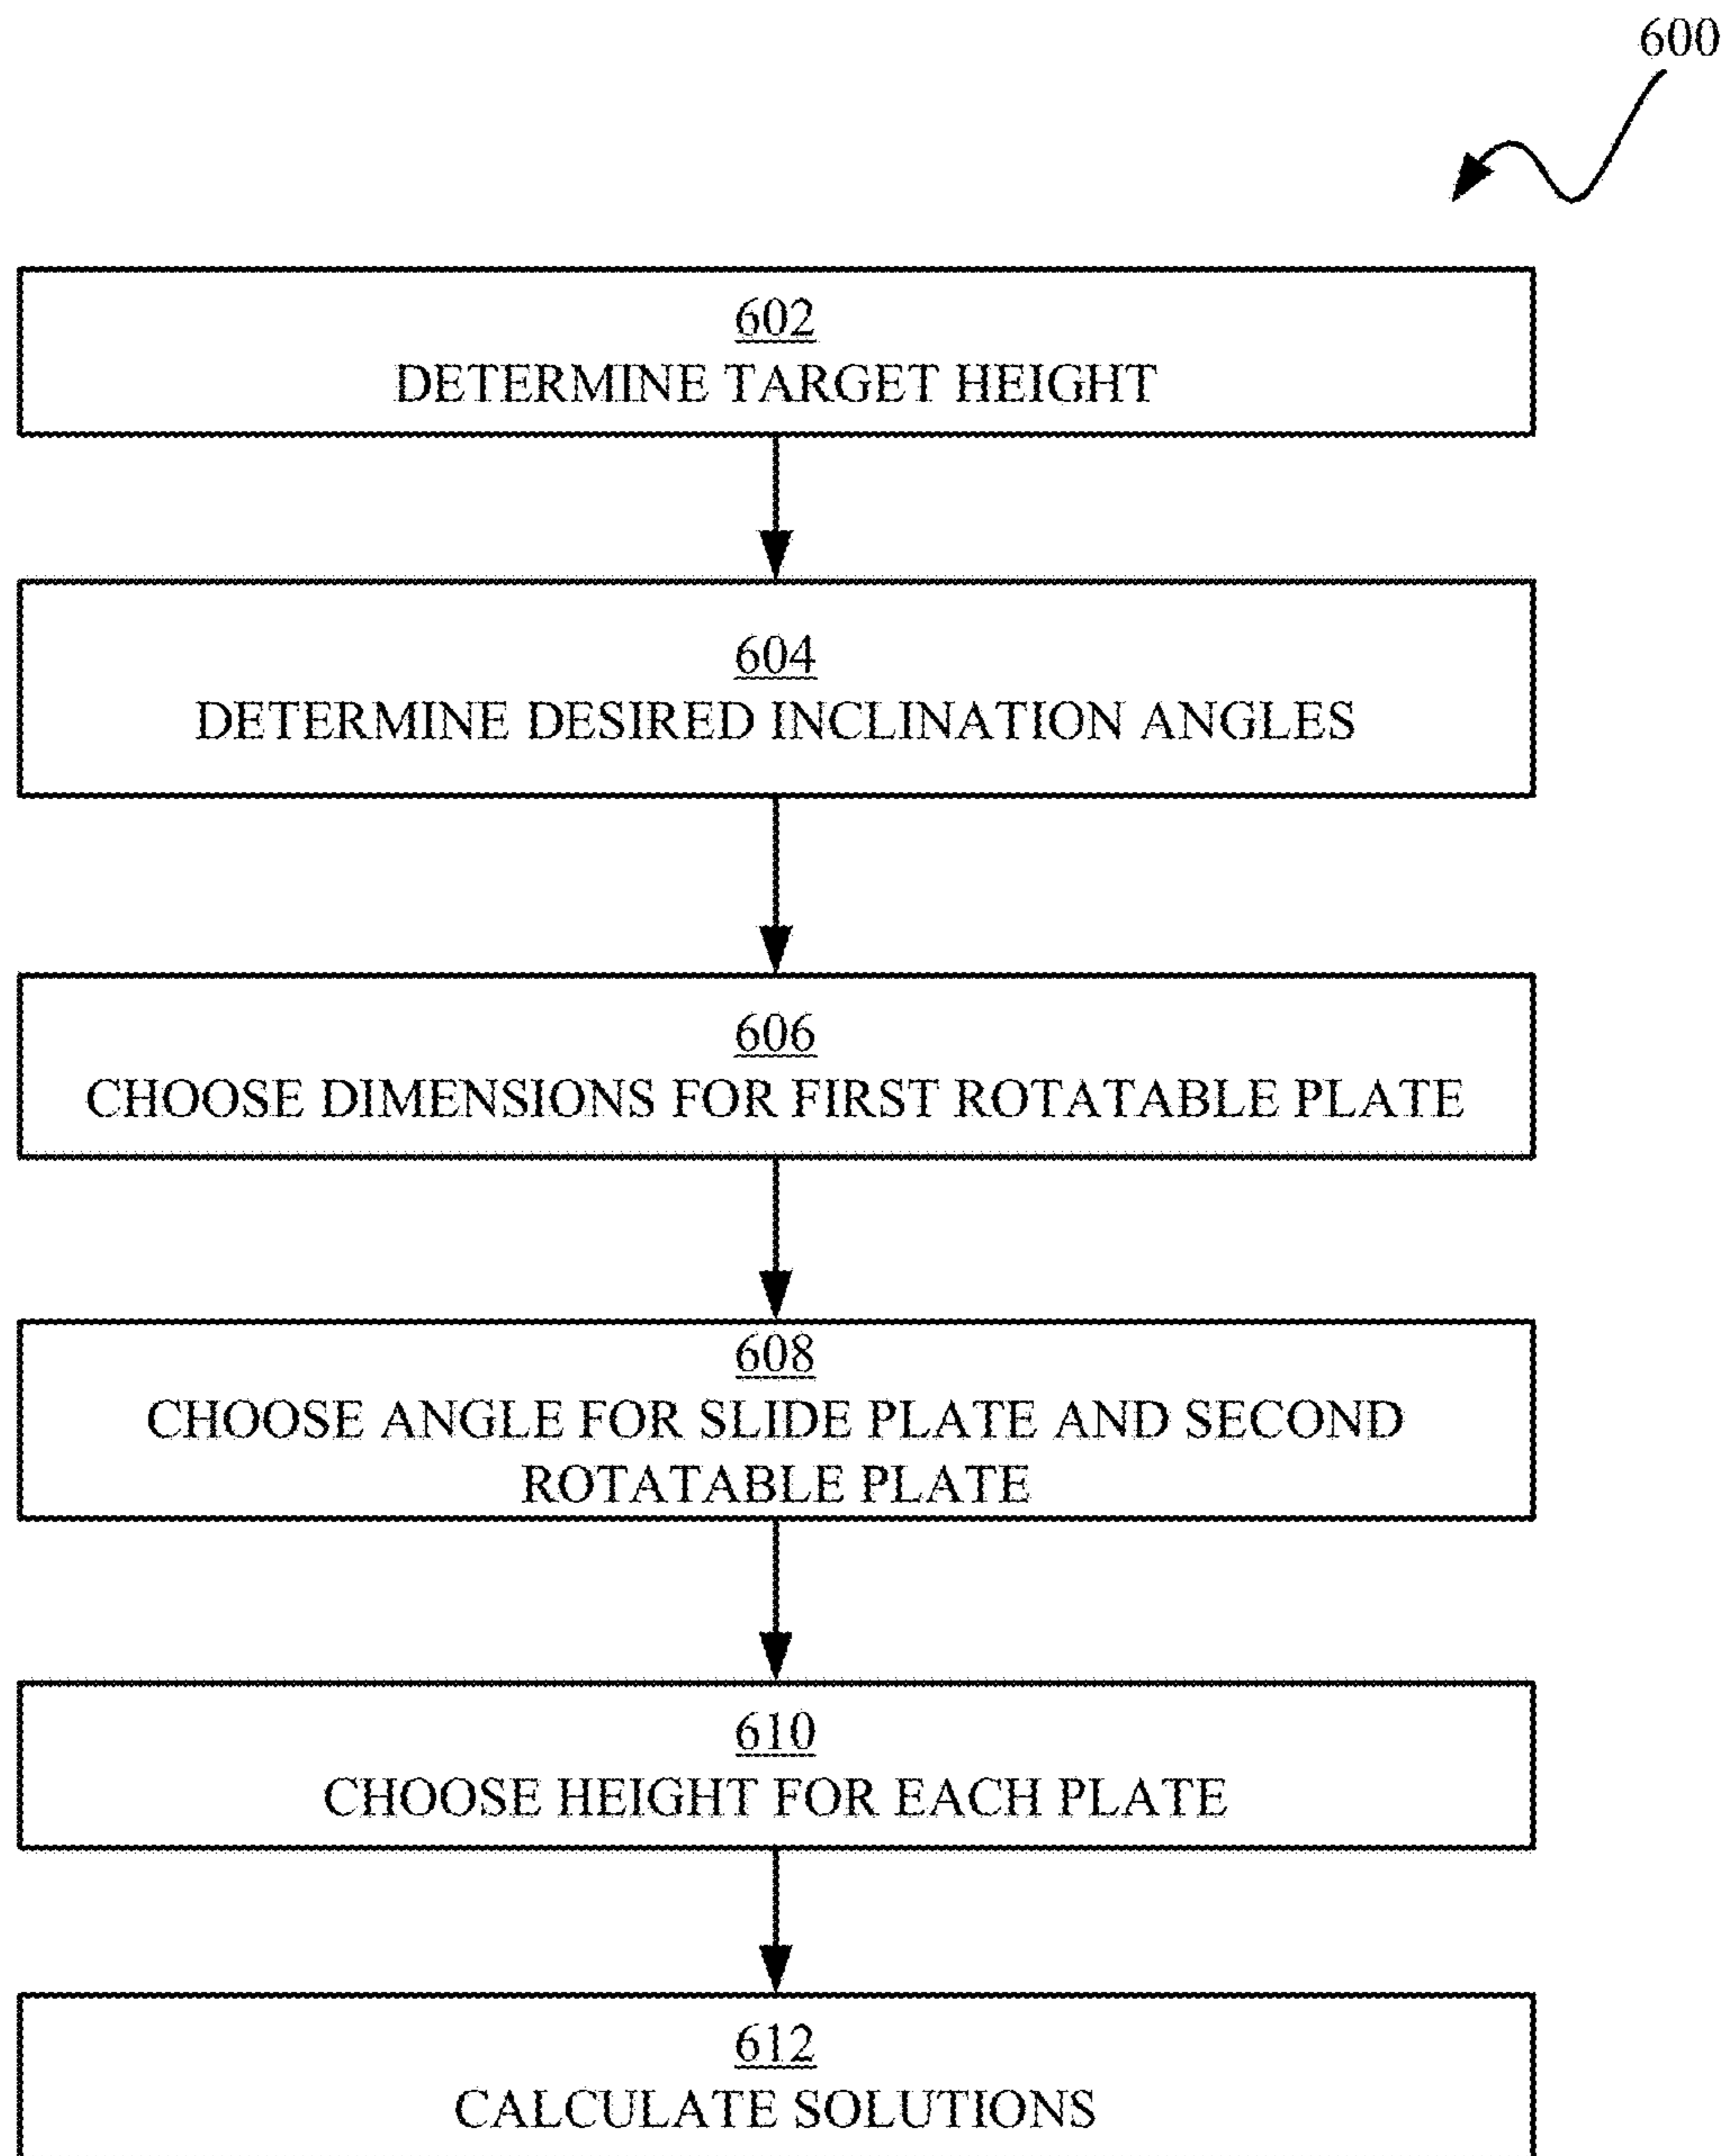 600
602
DETERMINE TARGET HEIGHT
604
DETERMINE DESIRED INCLINATION ANGLES
606
CHOOSE DIMENSIONS FOR FIRST ROTATABLE PLATE
608
CHOOSE ANGLE FOR SLIDE PLATE AND SECOND
ROTATABLE PLATE
610
CHOOSE HEIGHT FOR EACH PLATE
612
CALCULATE SOLUTIONS